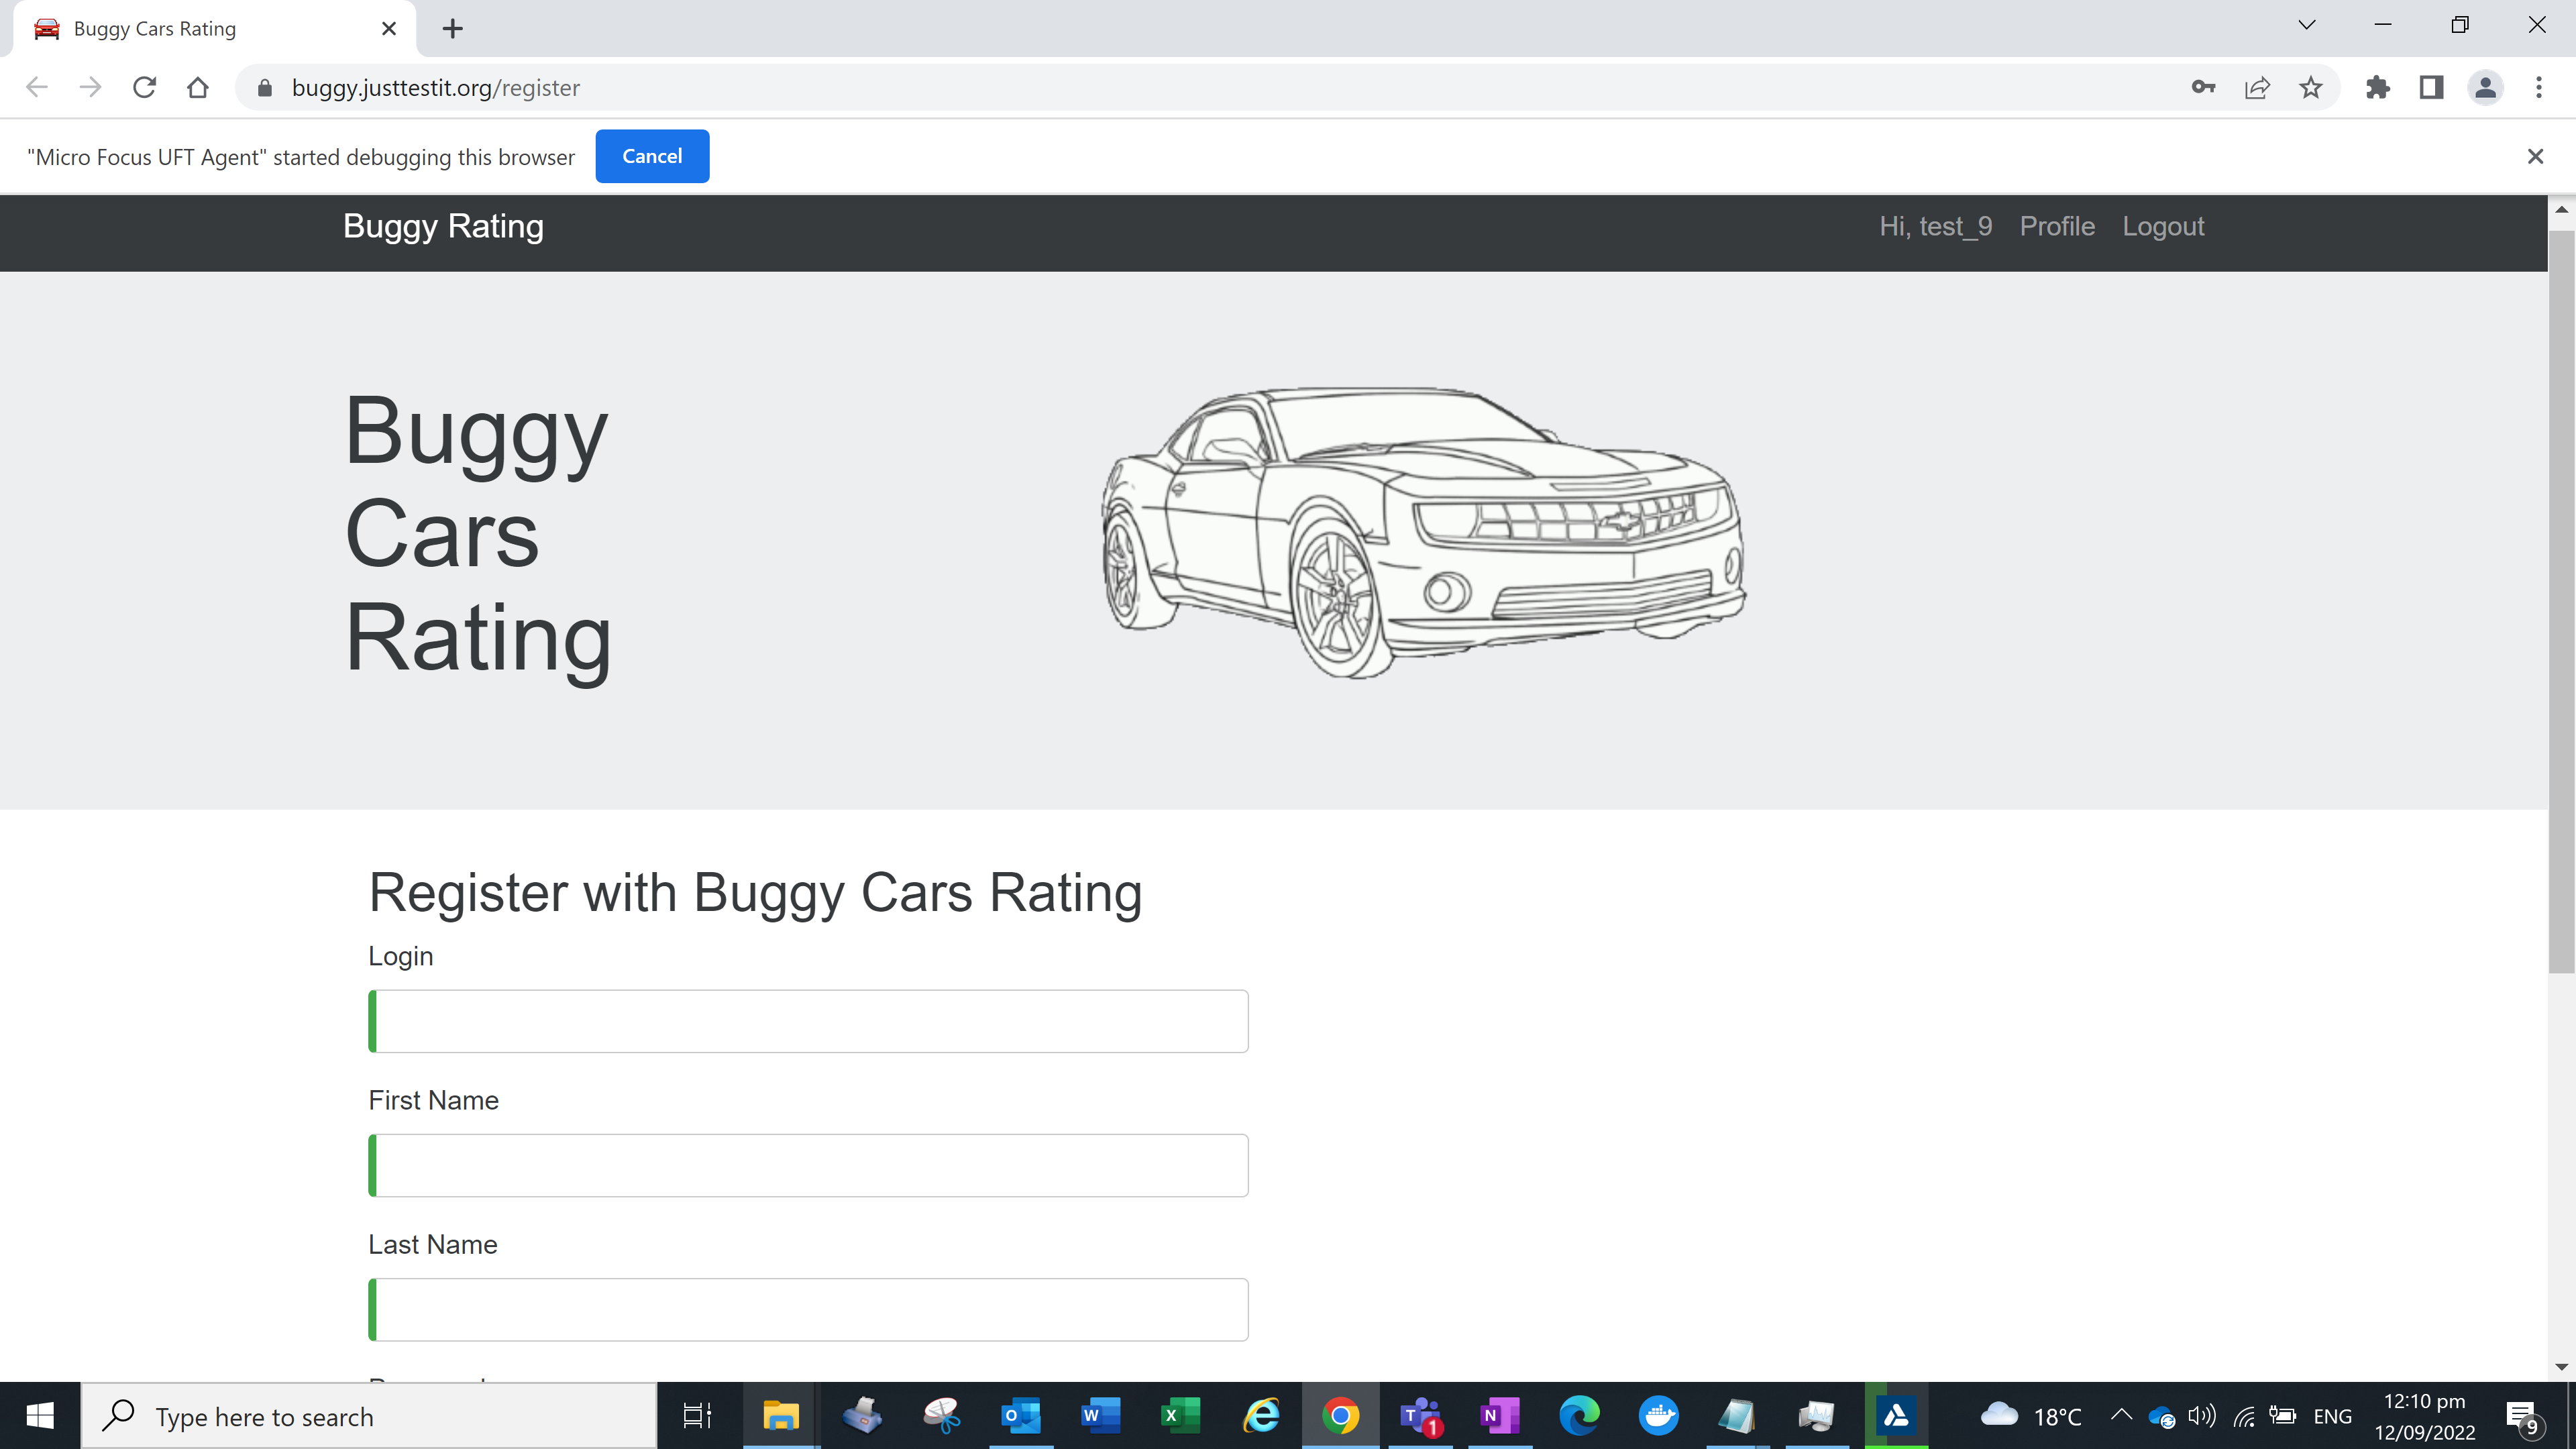 Buggy Cars Rating
buggy.justtestit.org/register
"Micro Focus UFT Agent" started debugging this browser
Cancel
Buggy Rating
Hi, test_9 Profile Logout
Buggy
Cars
Rating
Register with Buggy Cars Rating
Login
First Name
Last Name
Type here to search
1
18°C
ENG
12:10 pm
12/09/2022
9